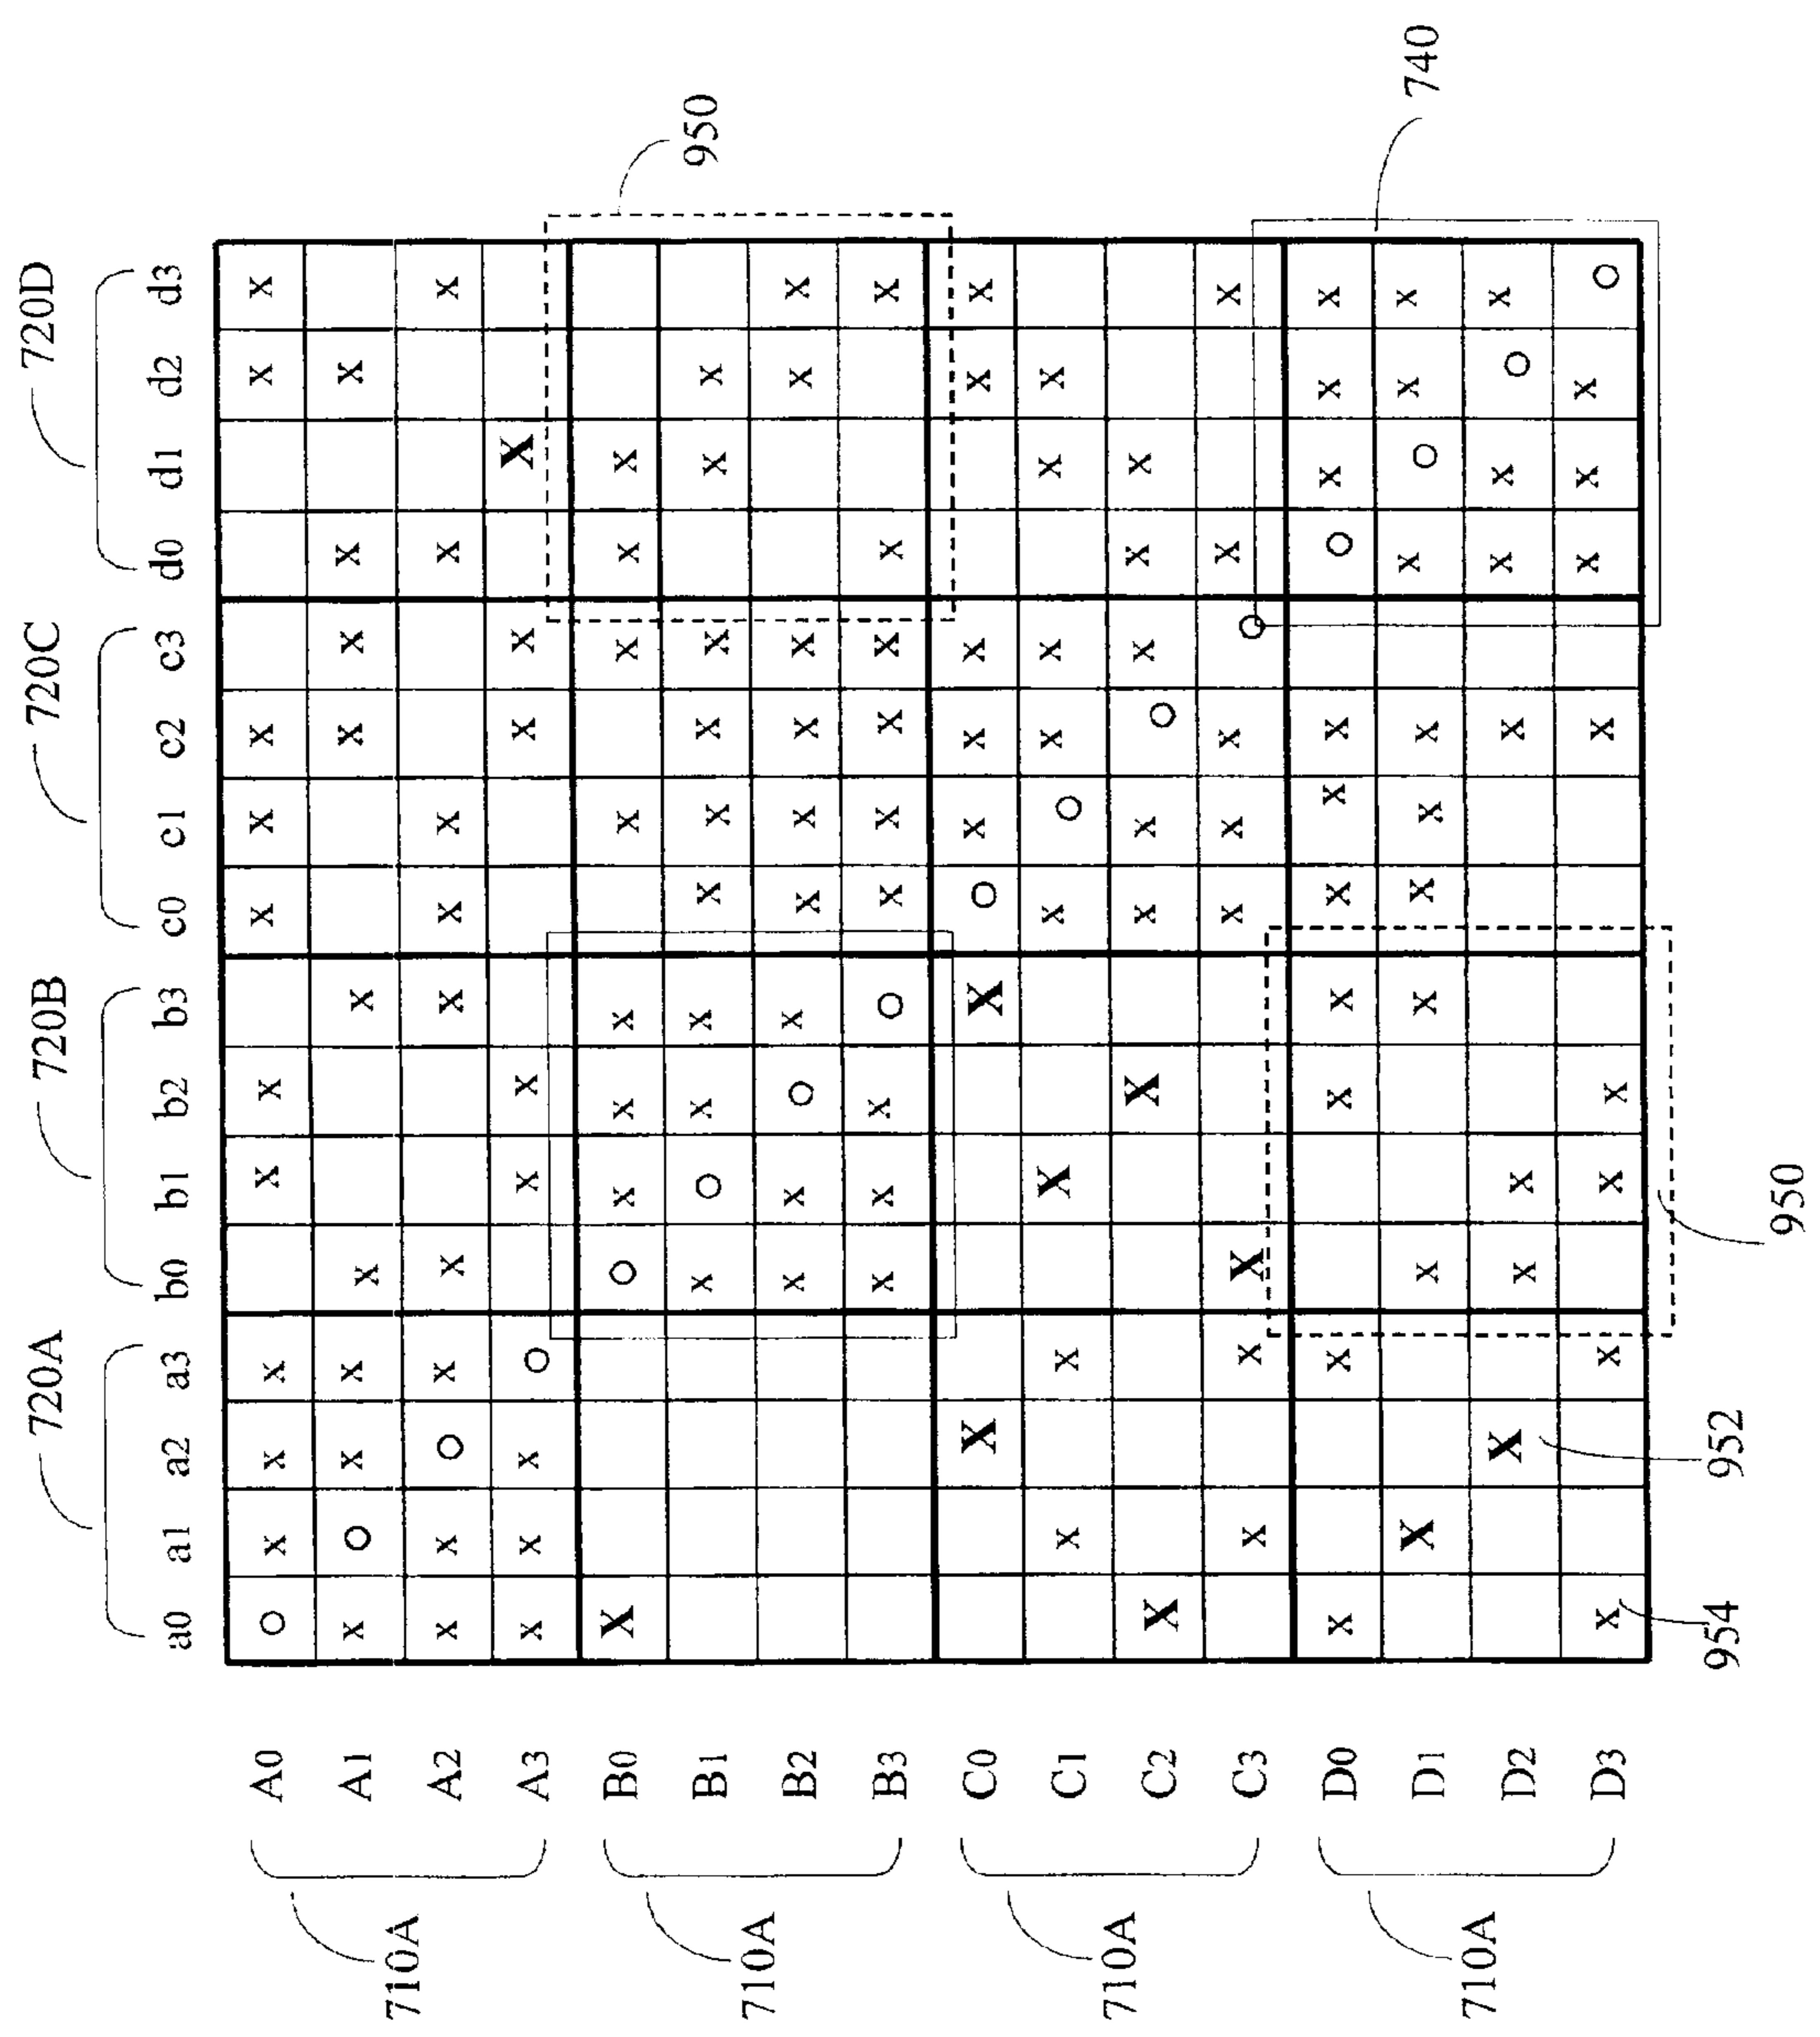 720A 720B 720C 720D
a0 a1 a2 a3 b0 b1 b2 b3 c0 c1 c2 c3 d0 d1 d2 d3
710A
A0 O x x x x x x x x x x
A1 x O x x x x x x x x
A2 x x O x x x x x x x
A3 x x x O x x x x X
950
710A
B0 X O x x x x x x x
B1 x O x x x x x x x x
B2 x x O x x x x x x x
B3 x x x O x x x x x x
710A
C0 X X O x x x x x
C1 x x X x O x x x x
C2 X X x x O x x x
C3 x x X x x x O x x
740
710A
D0 x x x x x x x O x x x
D1 X x x x x x x O x x
D2 X x x x x x O x
D3 x x x x x x x x O
954 952 950